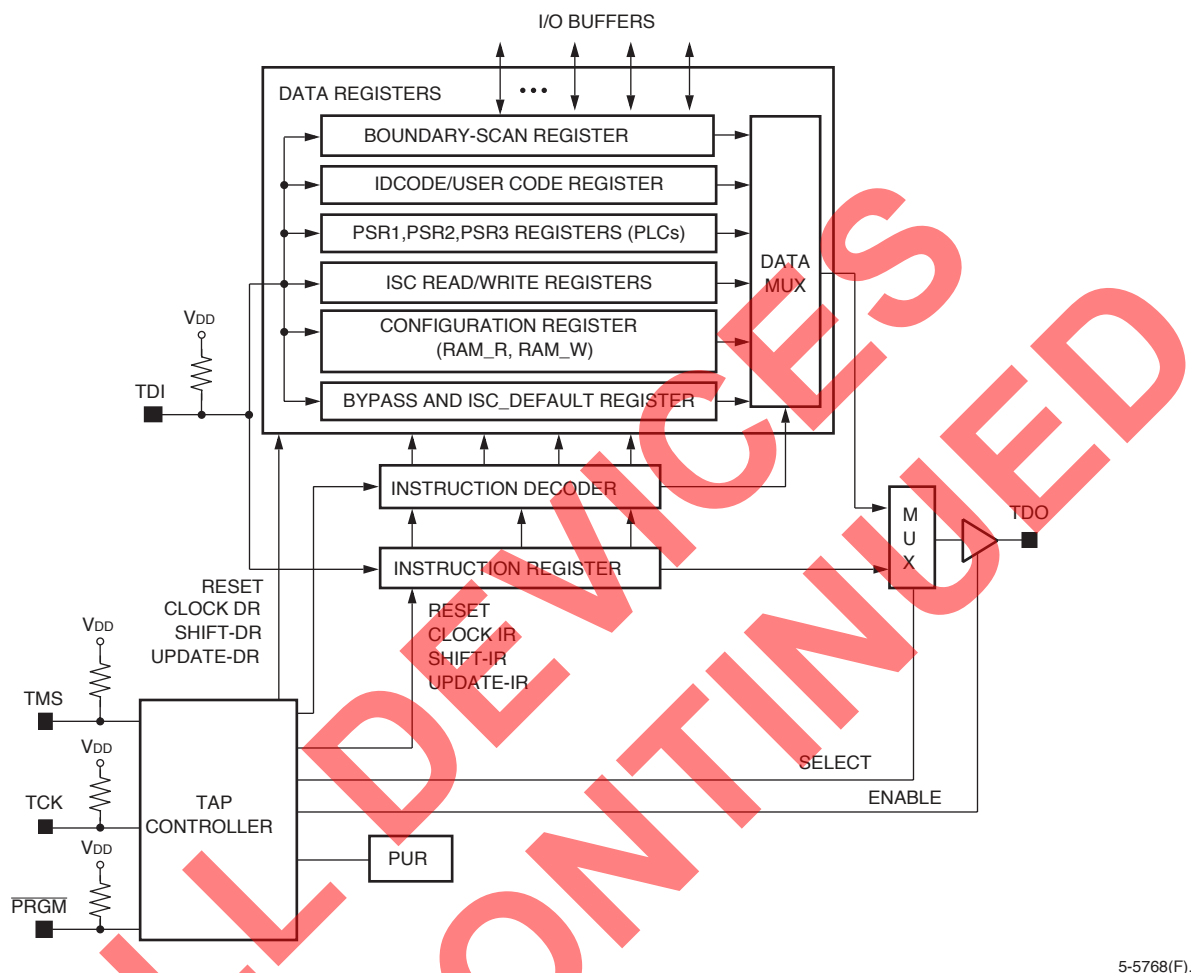 I/O BUFFERS
DATA REGISTERS
•••
BOUNDARY-SCAN REGISTER
IDCODE/USER CODE REGISTER
PSR1,PSR2,PSR3 REGISTERS (PLCs)
ISC READ/WRITE REGISTERS
CONFIGURATION REGISTER
(RAM_R, RAM_W)
BYPASS AND ISC_DEFAULT REGISTER
DATA
MUX
VDD
TDI
INSTRUCTION DECODER
INSTRUCTION REGISTER
M
U
X
TDO
RESET
CLOCK DR
SHIFT-DR
UPDATE-DR
RESET
CLOCK IR
SHIFT-IR
UPDATE-IR
VDD
TMS
VDD
TCK
VDD
PRGM
TAP
CONTROLLER
PUR
SELECT
ENABLE
LL DEVICES
ONTINUED
5-5768(F).